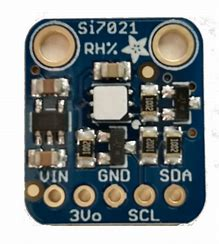 Si7021
RH%
VIN GND SDA
3Vo SCL